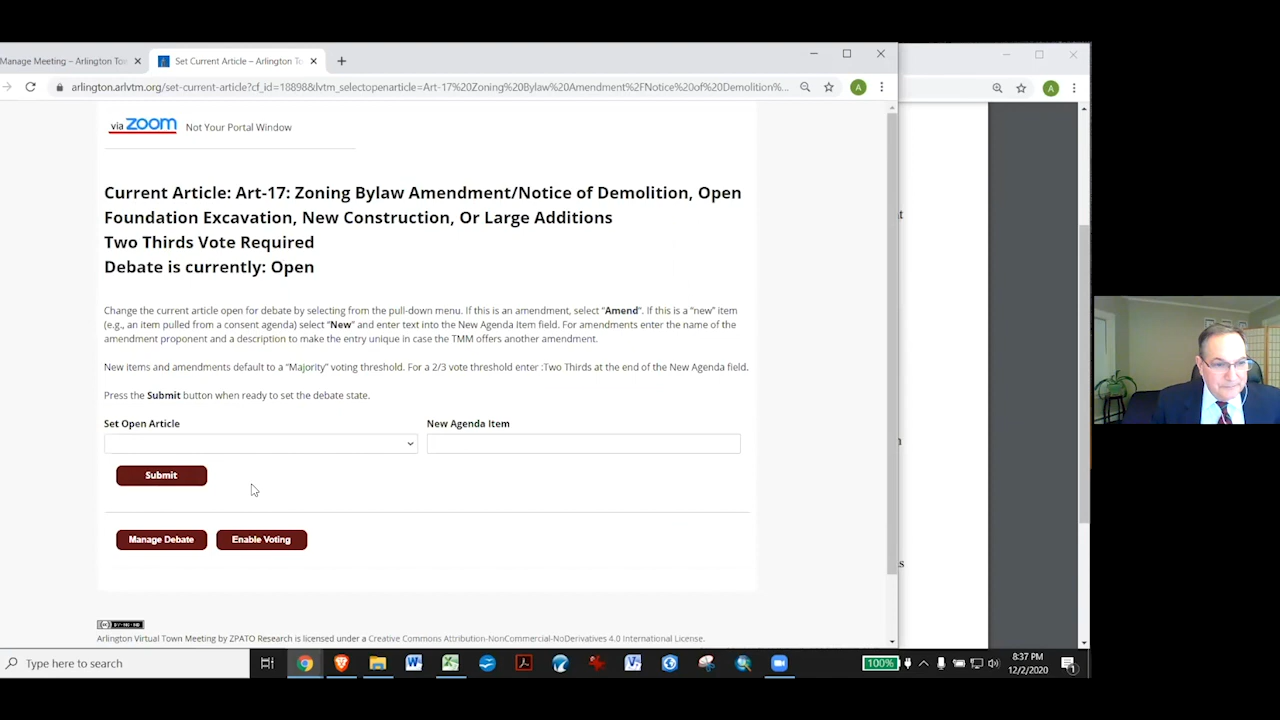 Manage Meeting – Arlington To
Set Current Article – Arlington T
arlington.arlvtm.org/set-current-article?cf_id=18898&lvtm_selectopenarticle=Art-17%20Zoning%20Bylaw%20Amendment%2FNotice%20of%20Demolition%...
A
A
via zoom Not Your Portal Window
Current Article: Art-17: Zoning Bylaw Amendment/Notice of Demolition, Open
Foundation Excavation, New Construction, Or Large Additions
Two Thirds Vote Required
Debate is currently: Open
Change the current article open for debate by selecting from the pull-down menu. If this is an amendment, select "Amend". If this is a "new" item
(e.g., an item pulled from a consent agenda) select "New" and enter text into the New Agenda Item field. For amendments enter the name of the
amendment proponent and a description to make the entry unique in case the TMM offers another amendment.
New items and amendments default to a "Majority" voting threshold. For a 2/3 vote threshold enter :Two Thirds at the end of the New Agenda field.
Press the Submit button when ready to set the debate state.
Set Open Article
New Agenda Item
Submit
Manage Debate
Enable Voting
Arlington Virtual Town Meeting by ZPATO Research is licensed under a Creative Commons Attribution-NonCommercial-NoDerivatives 4.0 International License.
Type here to search
100%
8:37 PM
12/2/2020